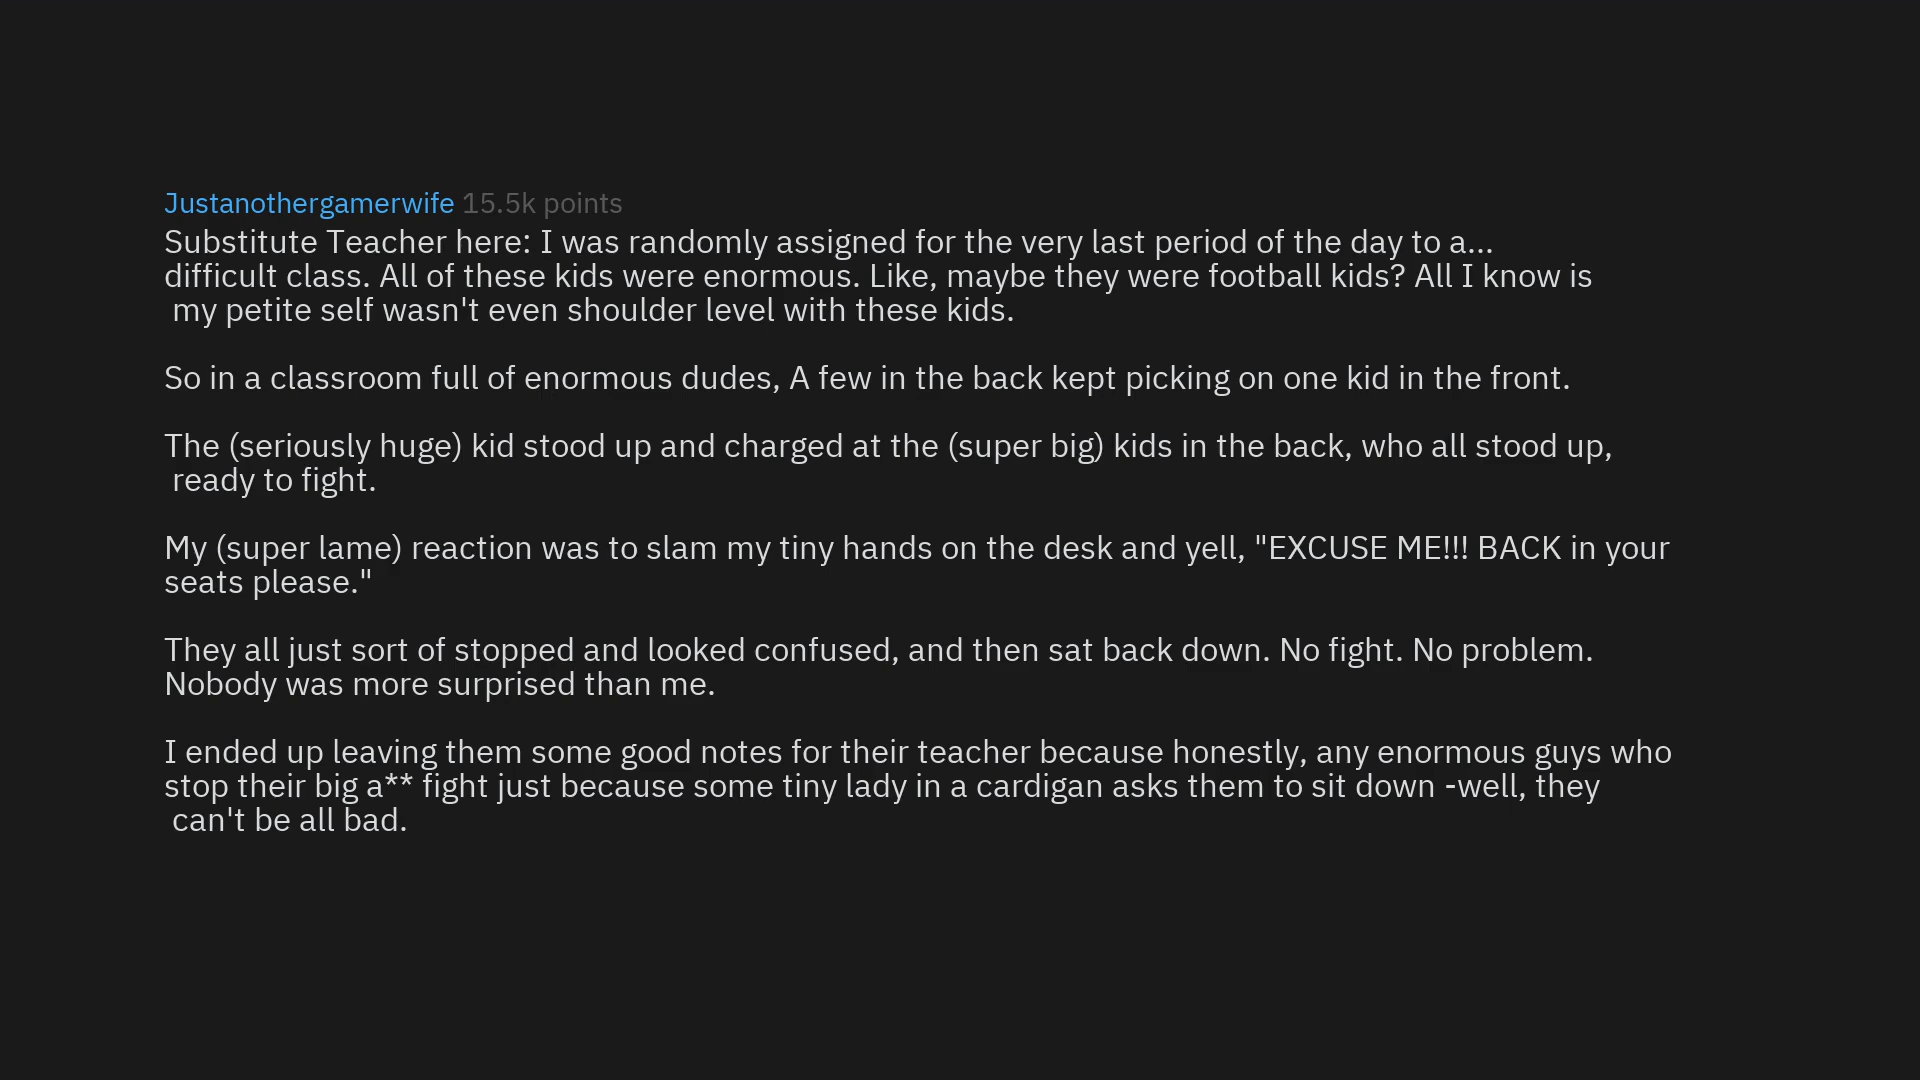 Justanothergamerwife 15.5k points
Substitute Teacher here: I was randomly assigned for the very last period of the day to a...
difficult class. All of these kids were enormous. Like, maybe they were football kids? All I know is
my petite self wasn't even shoulder level with these kids.
So in a classroom full of enormous dudes, A few in the back kept picking on one kid in the front.
The (seriously huge) kid stood up and charged at the (super big) kids in the back, who all stood up,
ready to fight.
My (super lame) reaction was to slam my tiny hands on the desk and yell, "EXCUSE ME!!! BACK in your
seats please."
They all just sort of stopped and looked confused, and then sat back down. No fight. No problem.
Nobody was more surprised than me.
I ended up leaving them some good notes for their teacher because honestly, any enormous guys who
stop their big a** fight just because some tiny lady in a cardigan asks them to sit down -well, they
can't be all bad.